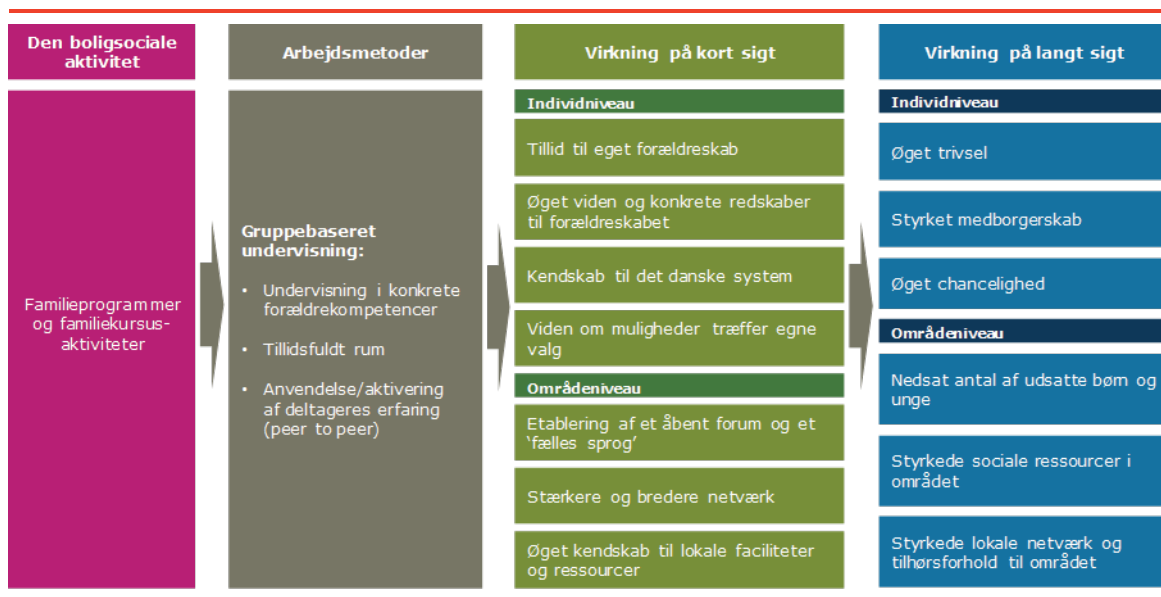 Den boligsociale
aktivitet
Familieprogrammer
og familiekursus-
aktiviteter
Arbejdsmetoder
Gruppebaseret
undervisning:
• Undervisning i konkrete
forældrekompetencer
• Tillidsfuldt rum
• Anvendelse/aktivering
af deltageres erfaring
(peer to peer)
Virkning på kort sigt
Individniveau
Tillid til eget forældreskab
Øget viden og konkrete redskaber
til forældreskabet
Kendskab til det danske system
Viden om muligheder træffer egne
valg
Områdeniveau
Etablering af et åbent forum og et
‘fælles sprog’
Stærkere og bredere netværk
Øget kendskab til lokale faciliteter
og ressourcer
Virkning på langt sigt
Individniveau
Øget trivsel
Styrket medborgerskab
Øget chancelighed
Områdeniveau
Nedsat antal af udsatte børn og
unge
Styrkede sociale ressourcer i
området
Styrkede lokale netværk og
tilhørsforhold til området